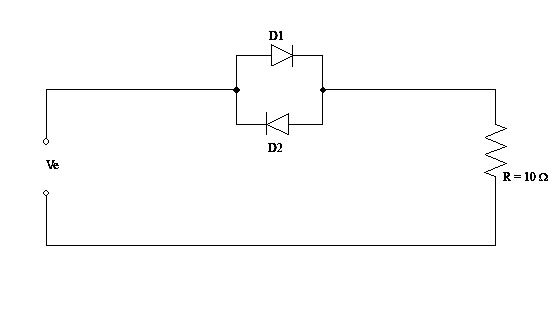 D1
D2
Ve
R = 10 Ω